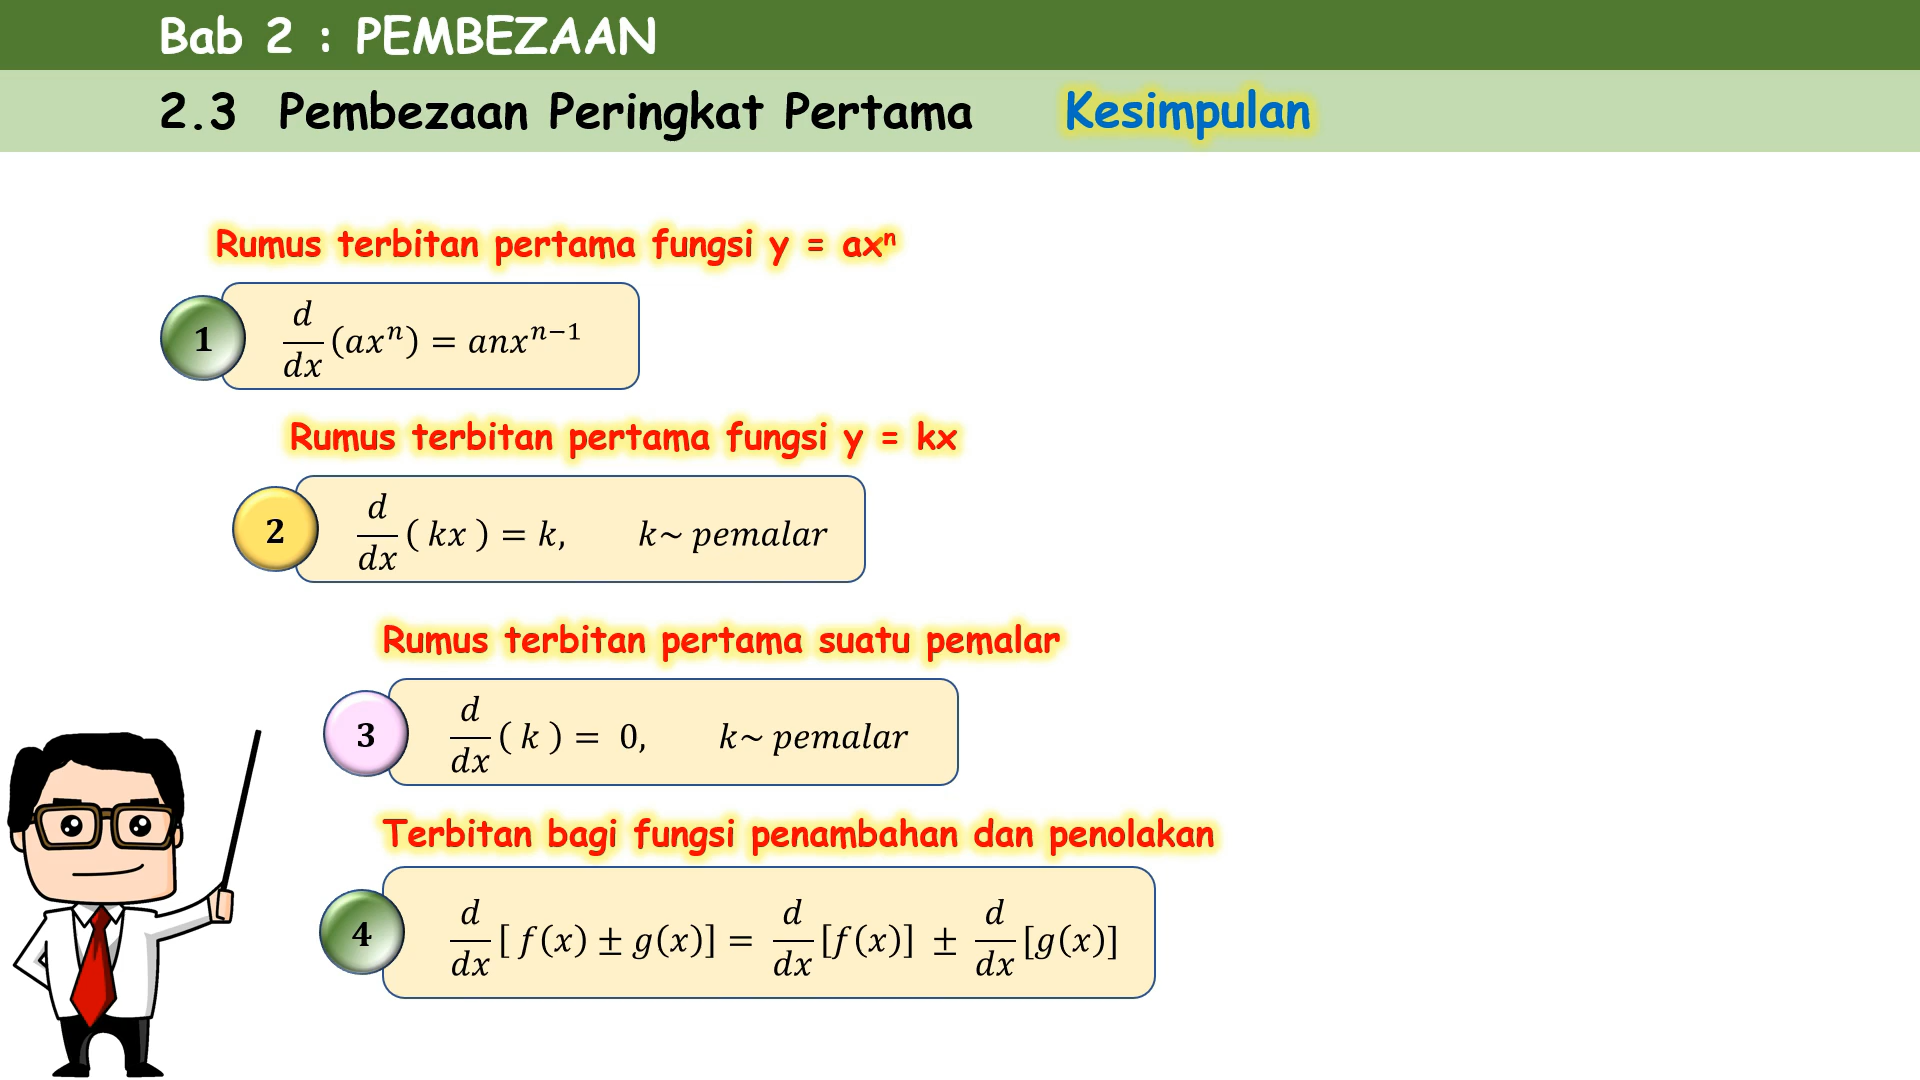 Bab 2 : PEMBEZAAN
2.3 Pembezaan Peringkat Pertama Kesimpulan
Rumus terbitan pertama fungsi y = axⁿ
1 d/dx (axⁿ) = anxⁿ⁻¹
Rumus terbitan pertama fungsi y = kx
2 d/dx ( kx ) = k, k~ pemalar
Rumus terbitan pertama suatu pemalar
3 d/dx ( k ) = 0, k~ pemalar
Terbitan bagi fungsi penambahan dan penolakan
4 d/dx [ f(x) ± g(x)] = d/dx [f(x)] ± d/dx [g(x)]